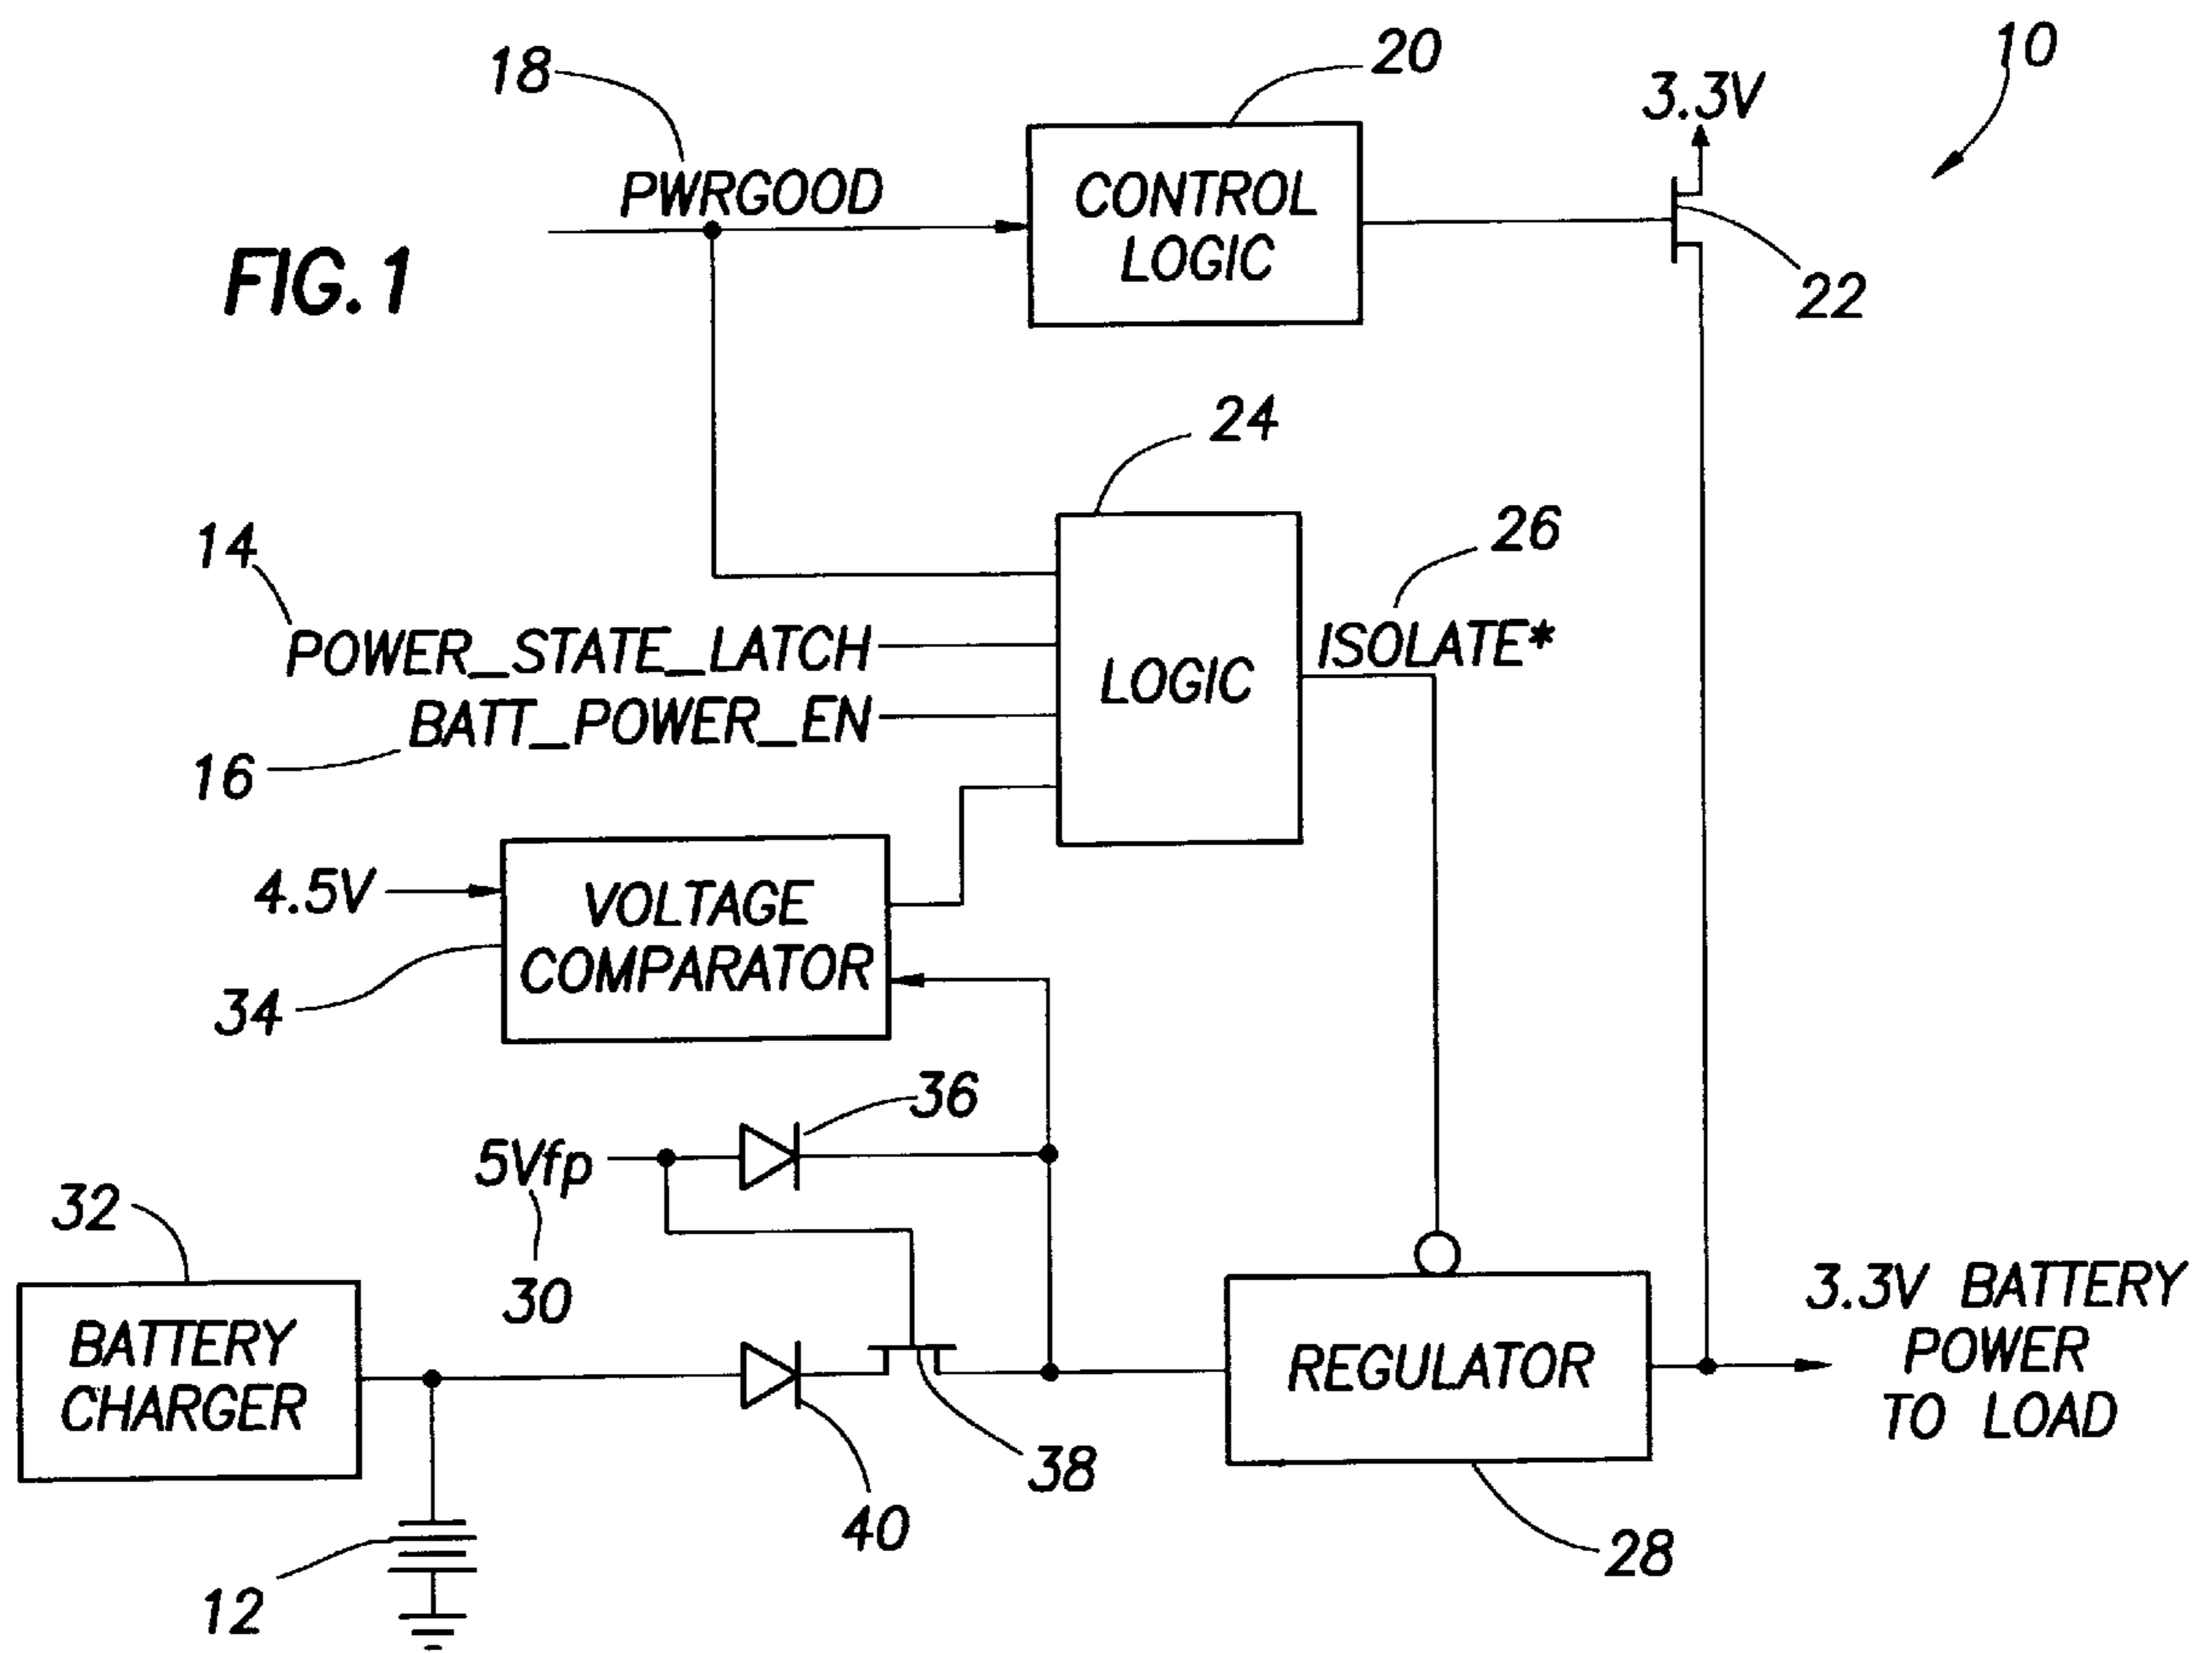 FIG. 1
18
20
10
3.3V
PWRGOOD
CONTROL
LOGIC
22
24
14
26
POWER_STATE_LATCH
ISOLATE*
LOGIC
BATT_POWER_EN
16
4.5V
VOLTAGE
COMPARATOR
34
36
5Vfp
30
32
BATTERY
CHARGER
REGULATOR
3.3V BATTERY
POWER
TO LOAD
38
40
12
28